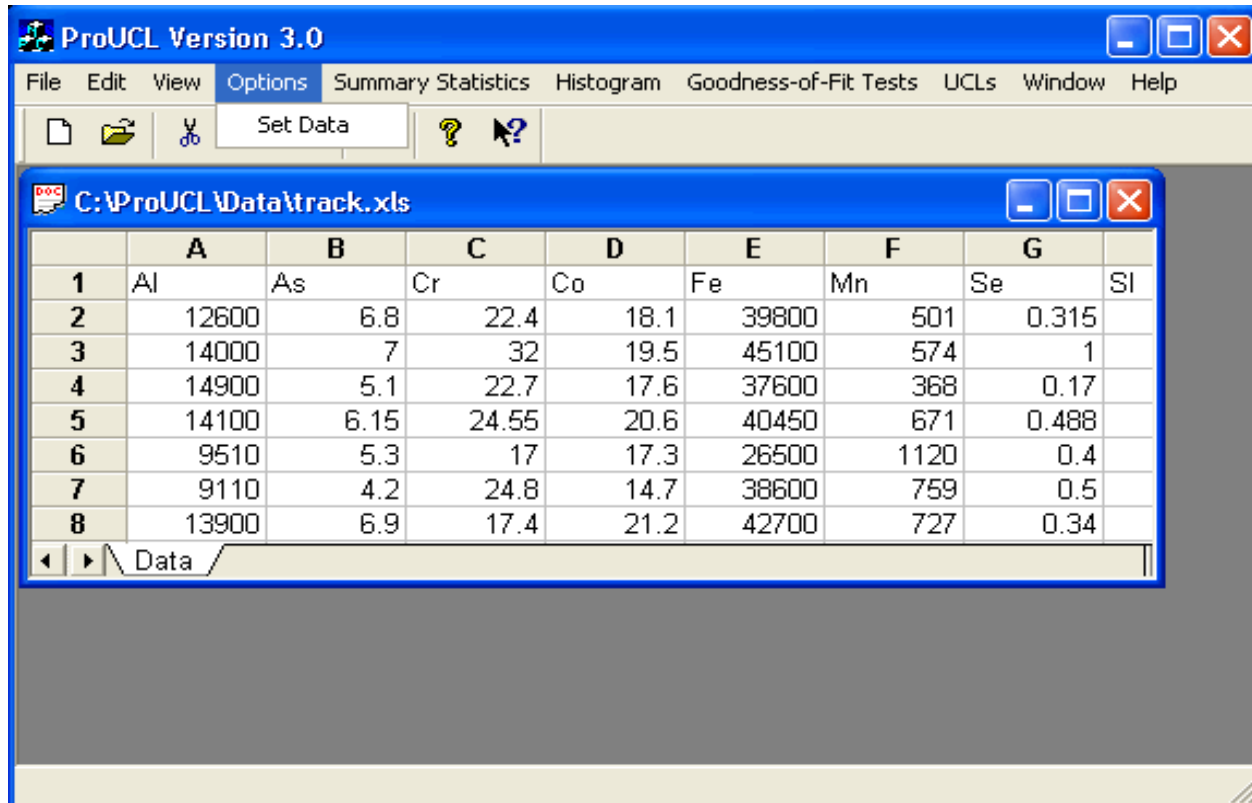 ProUCL Version 3.0
File Edit View Options Summary Statistics Histogram Goodness-of-Fit Tests UCLs Window Help
Set Data
C:\ProUCL\Data\track.xls
A B C D E F G
1 Al As Cr Co Fe Mn Se Sl
2 12600 6.8 22.4 18.1 39800 501 0.315
3 14000 7 32 19.5 45100 574 1
4 14900 5.1 22.7 17.6 37600 368 0.17
5 14100 6.15 24.55 20.6 40450 671 0.488
6 9510 5.3 17 17.3 26500 1120 0.4
7 9110 4.2 24.8 14.7 38600 759 0.5
8 13900 6.9 17.4 21.2 42700 727 0.34
Data